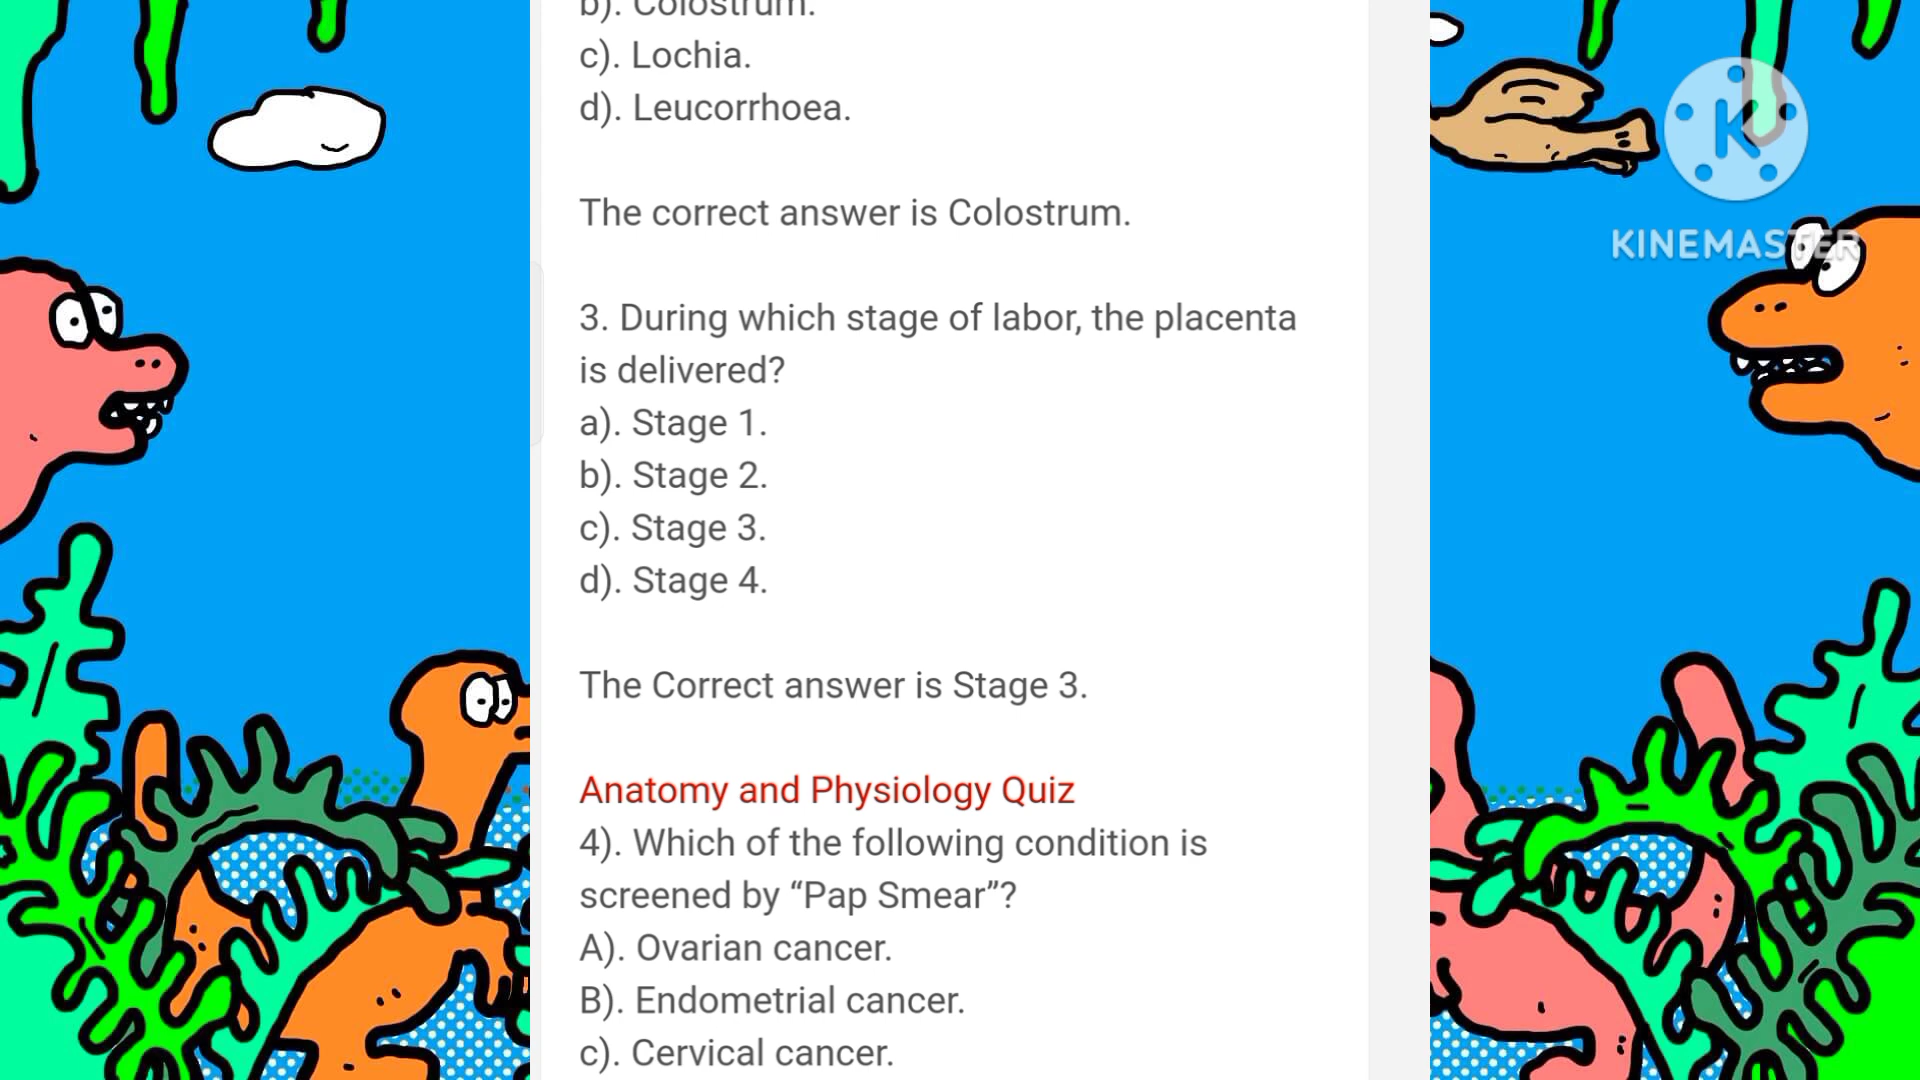 b). Colostrum.
c). Lochia.
d). Leucorrhoea.
The correct answer is Colostrum.
3. During which stage of labor, the placenta
is delivered?
a). Stage 1.
b). Stage 2.
c). Stage 3.
d). Stage 4.
The Correct answer is Stage 3.
Anatomy and Physiology Quiz
4). Which of the following condition is
screened by “Pap Smear”?
A). Ovarian cancer.
B). Endometrial cancer.
c). Cervical cancer.
K
KINEMASTER